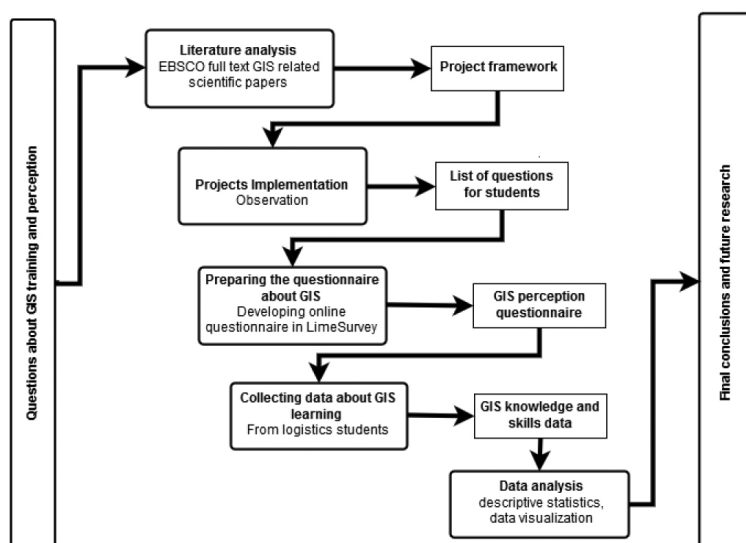 Questions about GIS training and perception
Literature analysis
EBSCO full text GIS related
scientific papers
Project framework
Projects Implementation
Observation
List of questions
for students
Preparing the questionnaire
about GIS
Developing online
questionnaire in LimeSurvey
GIS perception
questionnaire
Collecting data about GIS
learning
From logistics students
GIS knowledge and
skills data
Data analysis
descriptive statistics,
data visualization
Final conclusions and future research